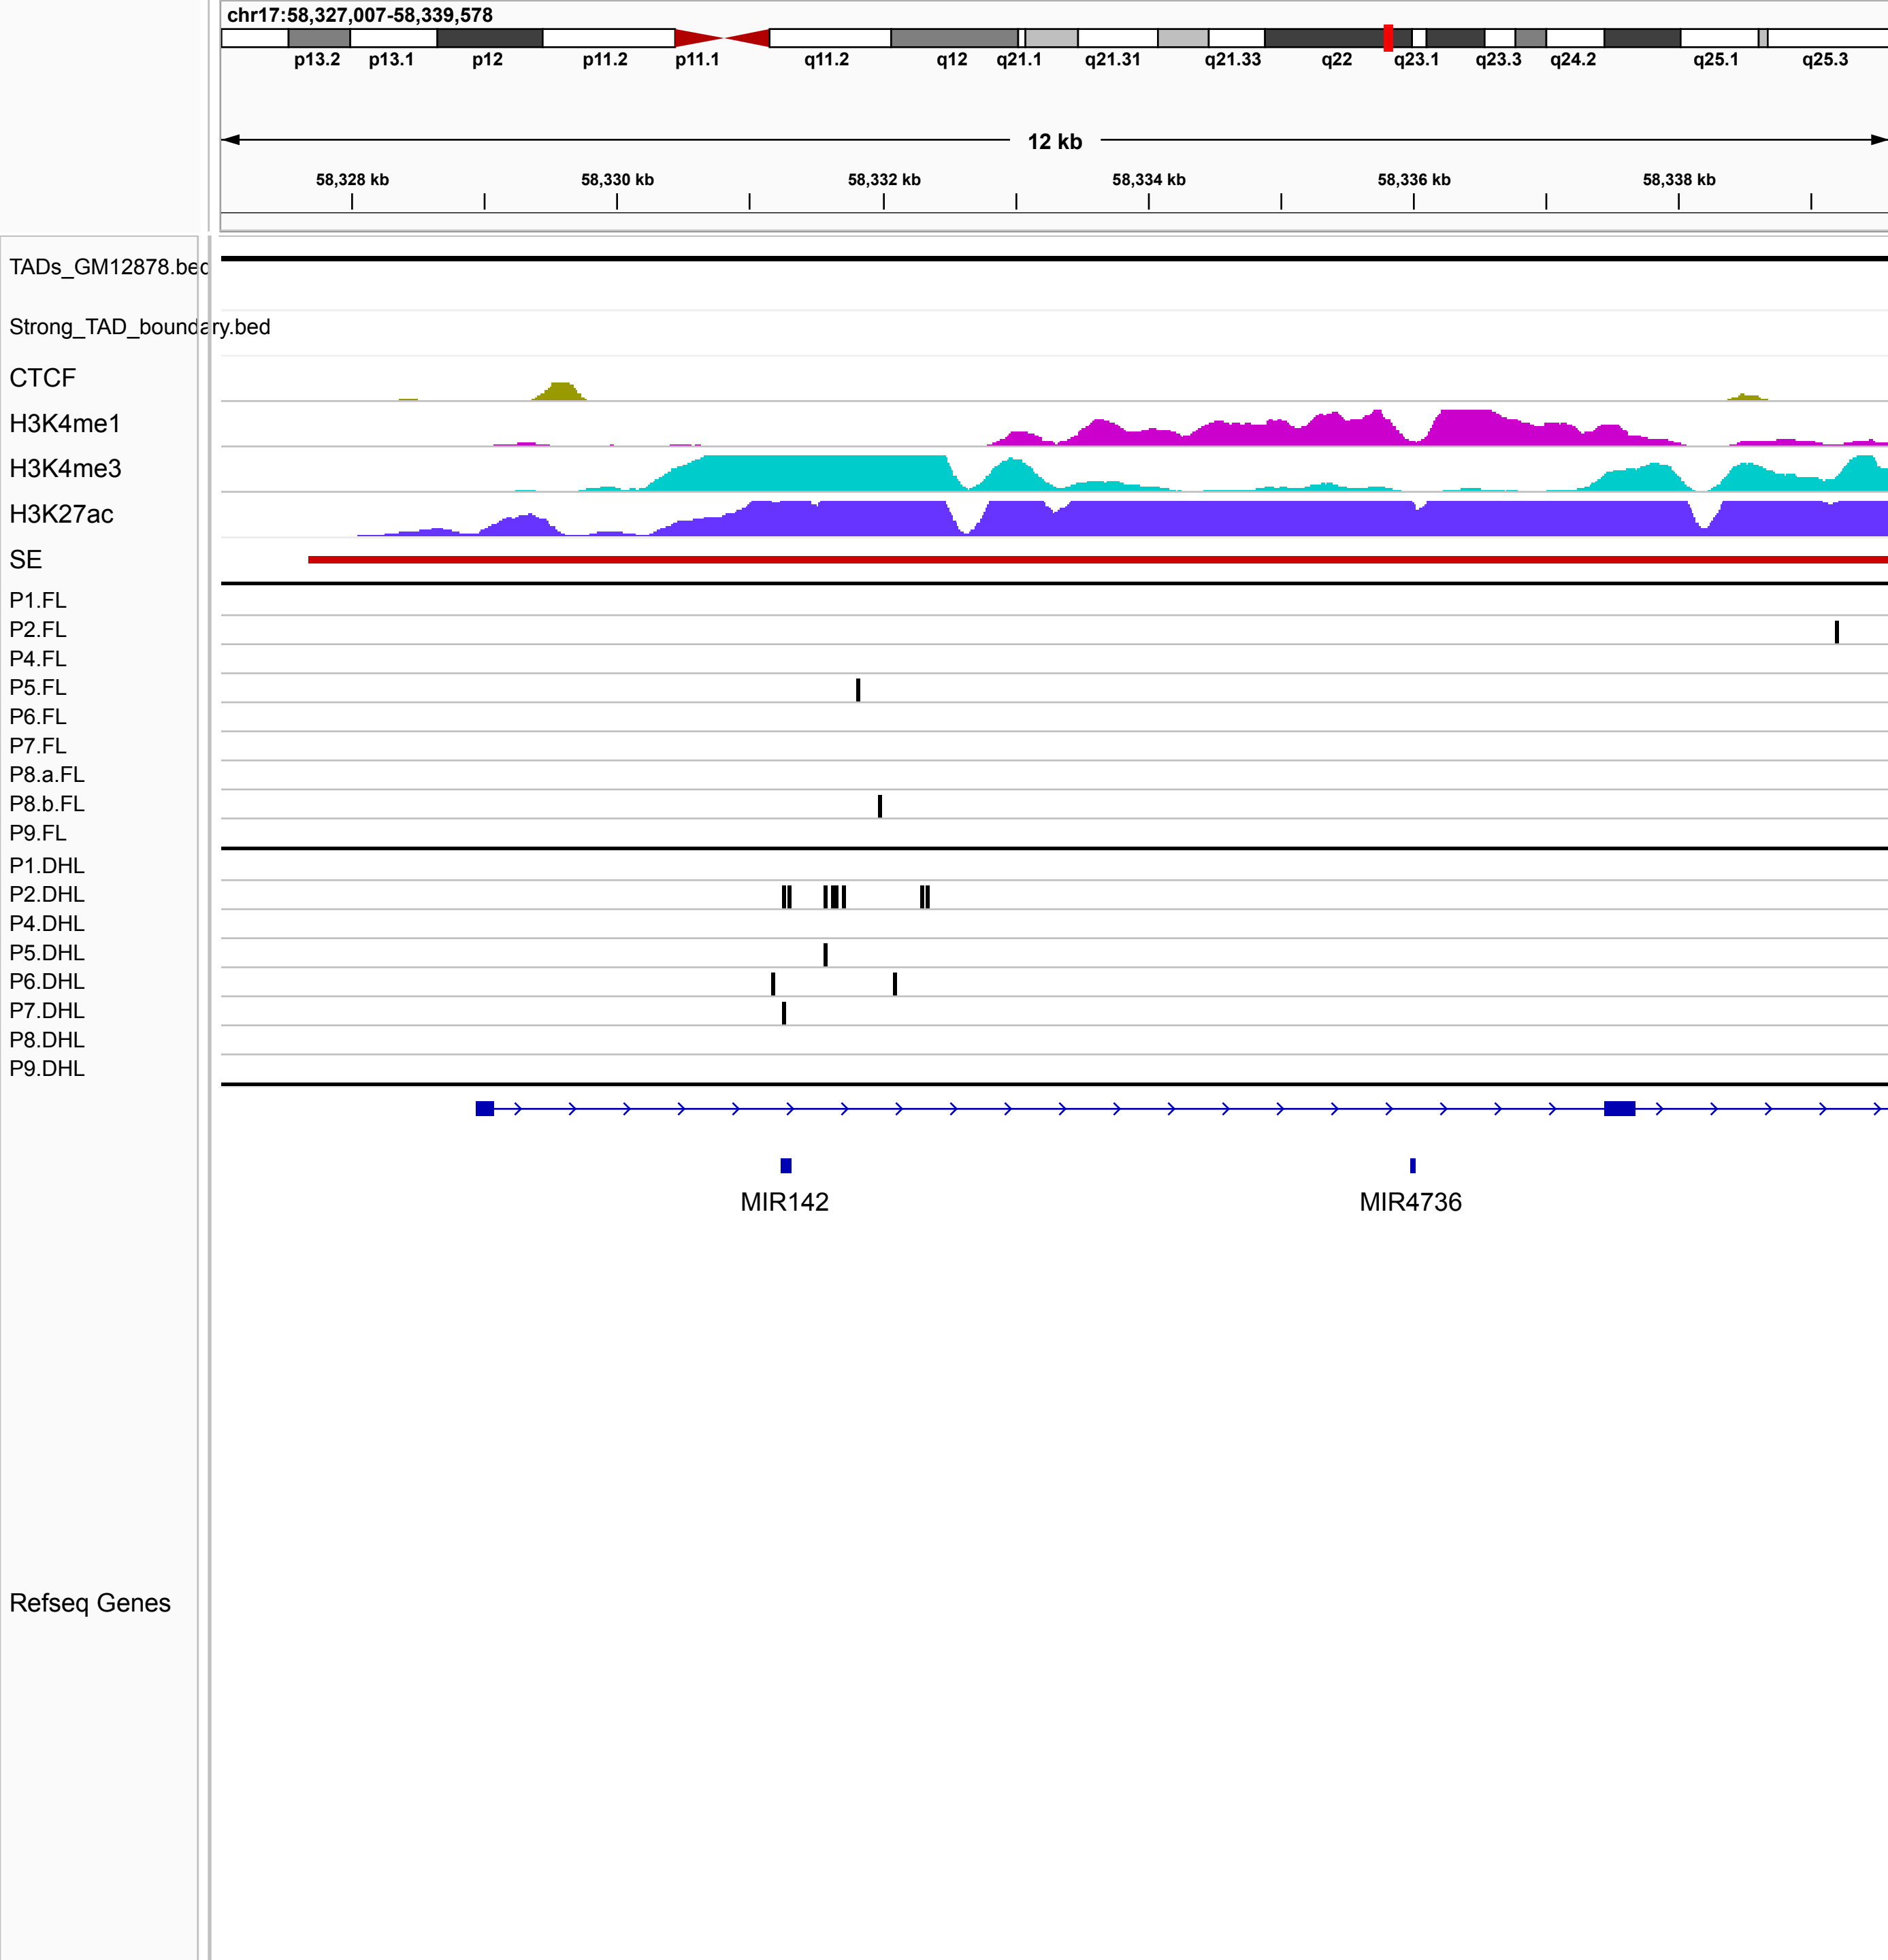 chr17:58,327,007-58,339,578
p13.2 p13.1 p12 p11.2 p11.1 q11.2 q12 q21.1 q21.31 q21.33 q22 q23.1 q23.3 q24.2 q25.1 q25.3
12 kb
58,328 kb 58,330 kb 58,332 kb 58,334 kb 58,336 kb 58,338 kb
TADs_GM12878.bed
Strong_TAD_boundary.bed
CTCF
H3K4me1
H3K4me3
H3K27ac
SE
P1.FL
P2.FL
P4.FL
P5.FL
P6.FL
P7.FL
P8.a.FL
P8.b.FL
P9.FL
P1.DHL
P2.DHL
P4.DHL
P5.DHL
P6.DHL
P7.DHL
P8.DHL
P9.DHL
MIR142 MIR4736
Refseq Genes